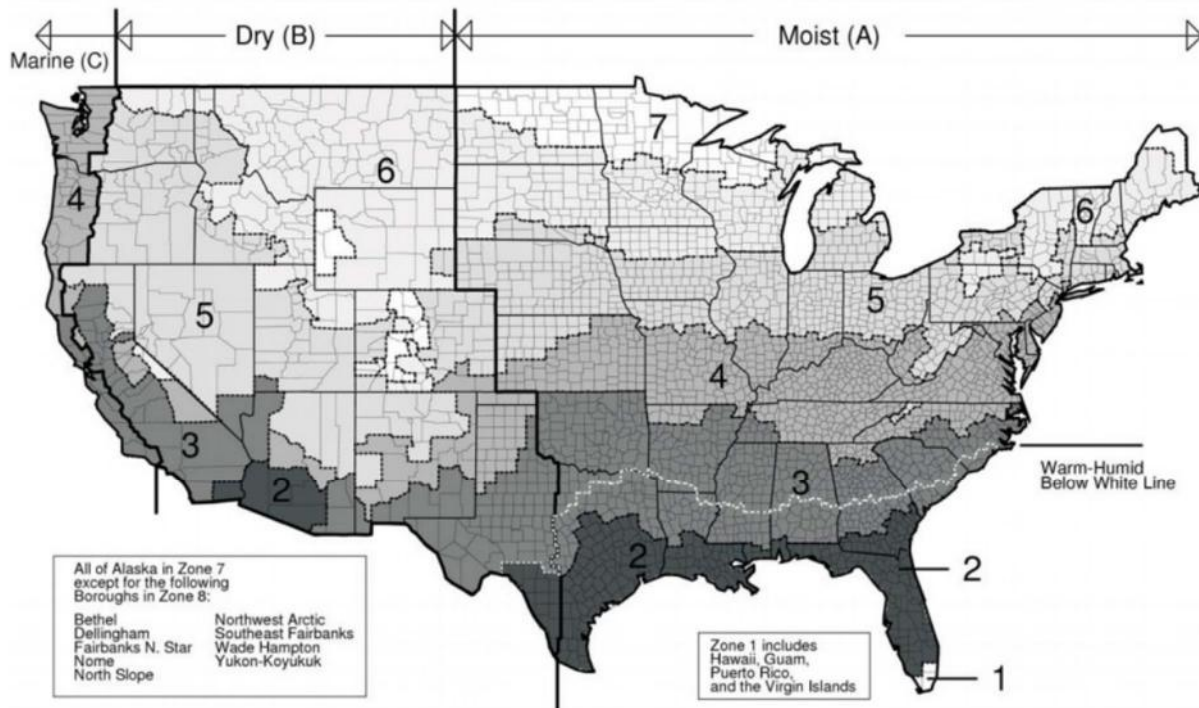 Marine (C)
Dry (B)
Moist (A)
7
6
4
6
5
5
4
3
3
2
2
2
1
Warm-Humid
Below White Line
All of Alaska in Zone 7
except for the following
Boroughs in Zone 8:
Bethel
Dellingham
Fairbanks N. Star
Nome
North Slope
Northwest Arctic
Southeast Fairbanks
Wade Hampton
Yukon-Koyukuk
Zone 1 includes
Hawaii, Guam,
Puerto Rico,
and the Virgin Islands